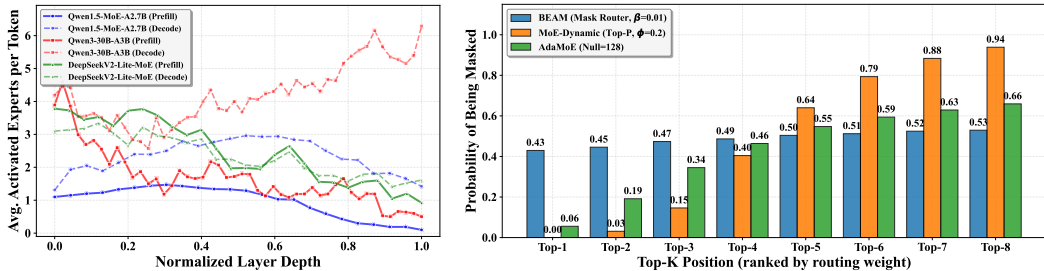 Avg. Activated Experts per Token
6
5
4
3
2
1
0
Qwen1.5-MoE-A2.7B (Prefill)
Qwen1.5-MoE-A2.7B (Decode)
Qwen3-30B-A3B (Prefill)
Qwen3-30B-A3B (Decode)
DeepSeekV2-Lite-MoE (Prefill)
DeepSeekV2-Lite-MoE (Decode)
0.0 0.2 0.4 0.6 0.8 1.0
Normalized Layer Depth
Probability of Being Masked
1.0
0.8
0.6
0.4
0.2
0.0
BEAM (Mask Router, β=0.01)
MoE-Dynamic (Top-P, ϕ=0.2)
AdaMoE (Null=128)
0.43 0.00 0.06
0.45 0.03 0.19
0.47 0.15 0.34
0.49 0.40 0.46
0.50 0.64 0.55
0.51 0.79 0.59
0.52 0.88 0.63
0.53 0.94 0.66
Top-1 Top-2 Top-3 Top-4 Top-5 Top-6 Top-7 Top-8
Top-K Position (ranked by routing weight)